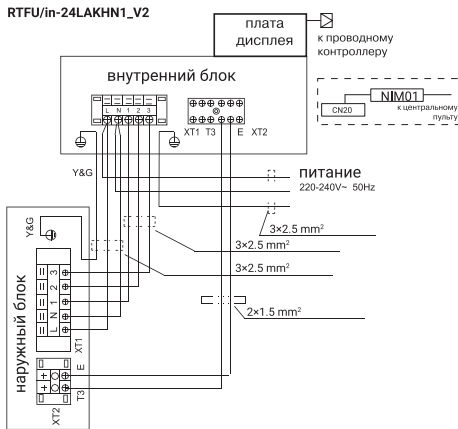 RTFU/in-24LAKHN1_V2
плата
дисплея
к проводному
контроллеру
внутренний блок
L N 1 2 3
XT1 T3 E XT2
NIM01
CN20
к центральному
пульту
Y&G
питание
220-240V~ 50Hz
3×2.5 mm²
3×2.5 mm²
3×2.5 mm²
2×1.5 mm²
Y&G
наружный блок
3
2
1
N
L
XT1
E
T3
XT2